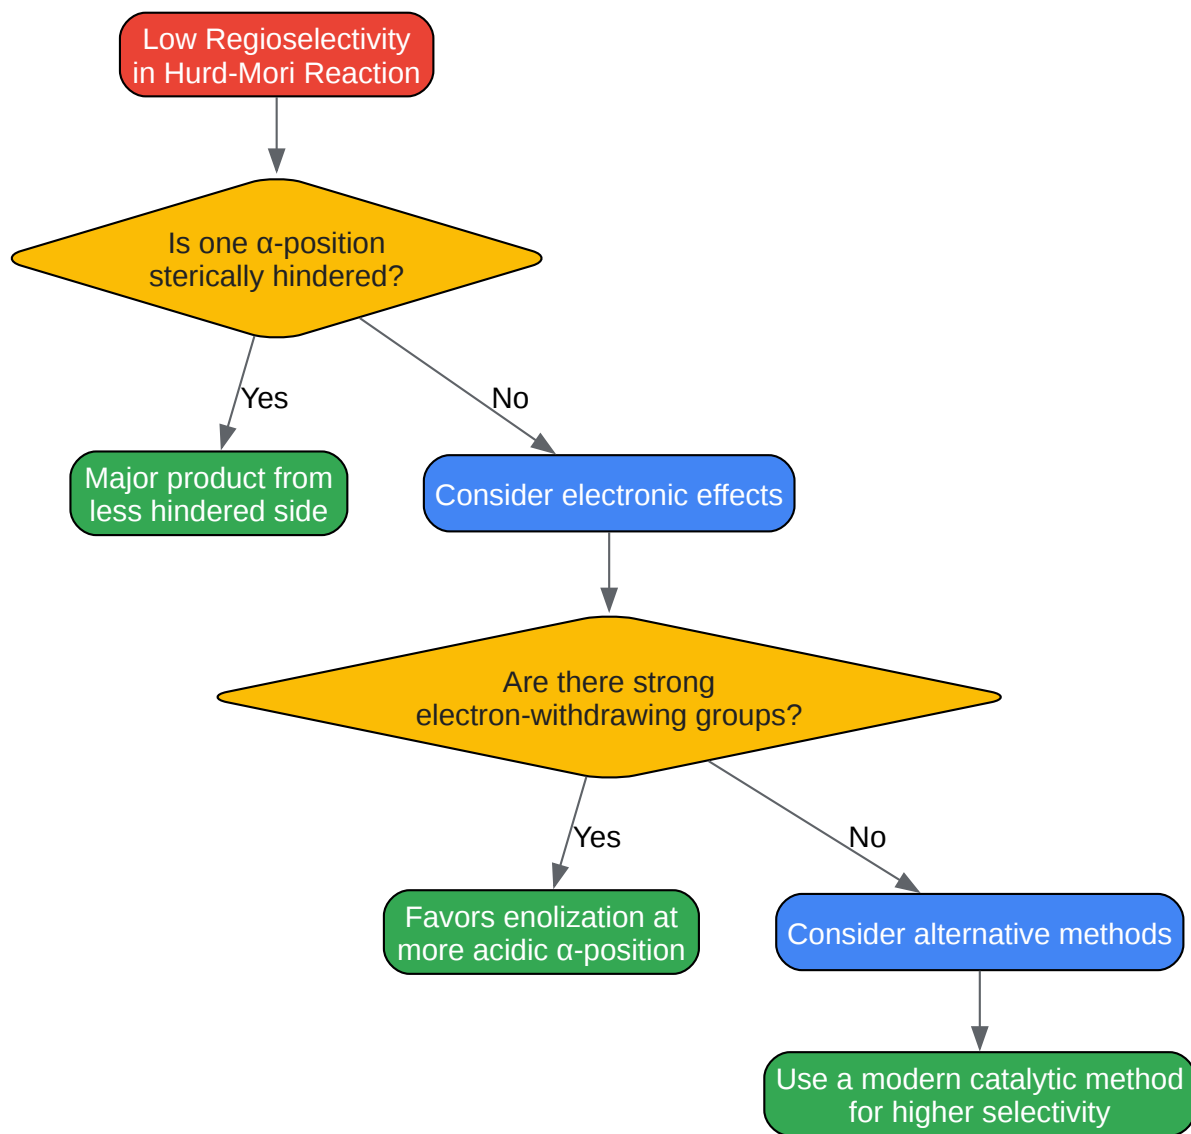 Low Regioselectivity
in Hurd-Mori Reaction
Is one α-position
sterically hindered?
Yes
No
Major product from
less hindered side
Consider electronic effects
Are there strong
electron-withdrawing groups?
Yes
No
Favors enolization at
more acidic α-position
Consider alternative methods
Use a modern catalytic method
for higher selectivity